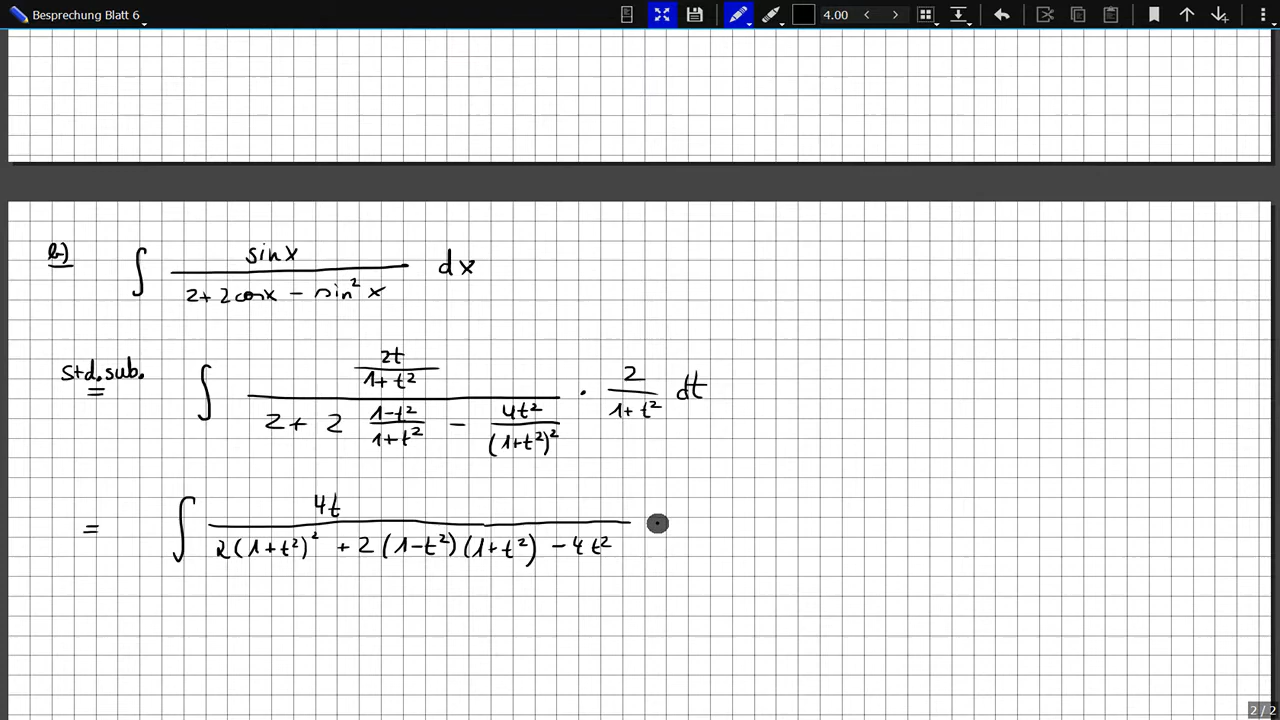 Besprechung Blatt 6
4.00
b) ∫ sin x / (2 + 2cos x − sin² x) dx
Std.sub. = ∫ (2t / (1+t²)) / (2 + 2 (1−t²)/(1+t²) − 4t²/(1+t²)²) · 2/(1+t²) dt
= ∫ 4t / (2(1+t²)² + 2(1−t²)(1+t²) − 4t²)
2 / 2